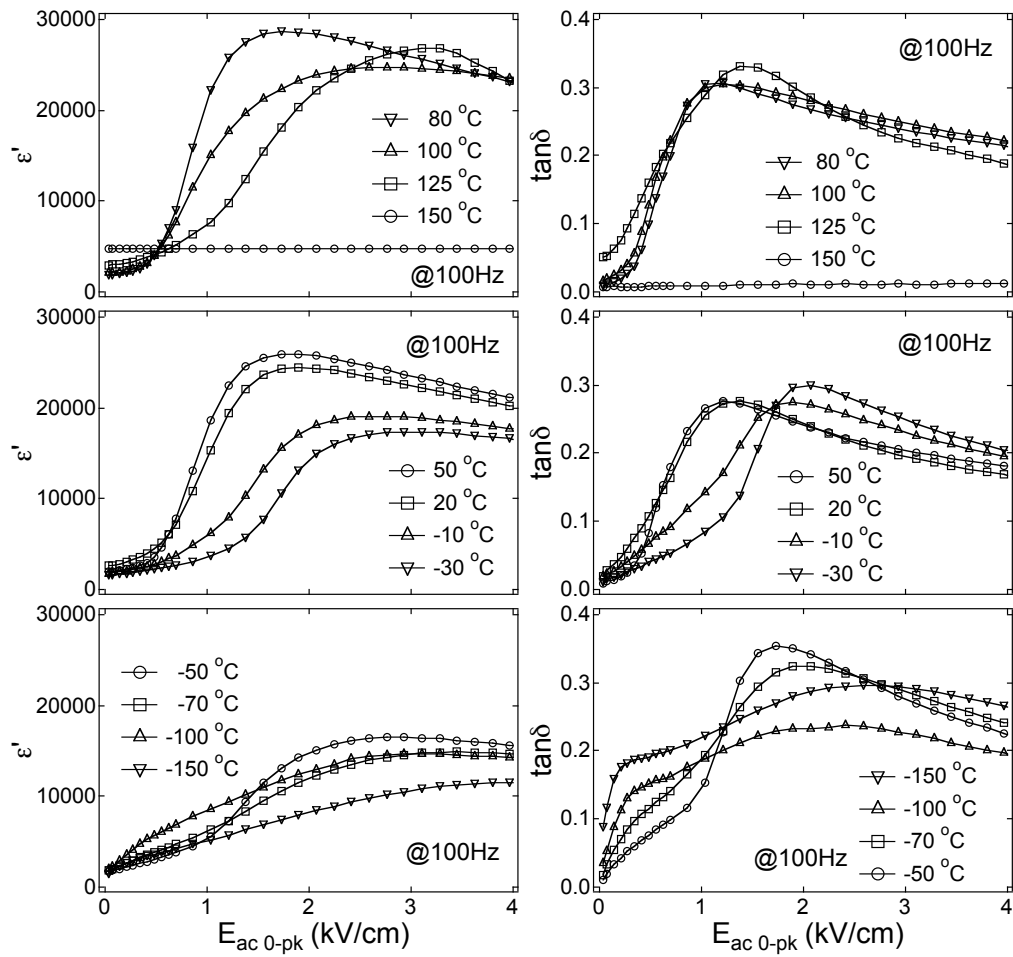 30000
20000
10000
0
ε'
80 °C
100 °C
125 °C
150 °C
@100Hz
0.4
0.3
0.2
0.1
0.0
tanδ
@100Hz
80 °C
100 °C
125 °C
150 °C
30000
20000
10000
0
ε'
@100Hz
50 °C
20 °C
-10 °C
-30 °C
0.4
0.3
0.2
0.1
0.0
tanδ
@100Hz
50 °C
20 °C
-10 °C
-30 °C
30000
20000
10000
0
ε'
-50 °C
-70 °C
-100 °C
-150 °C
@100Hz
0 1 2 3 4
E ac 0-pk (kV/cm)
0.4
0.3
0.2
0.1
0.0
tanδ
-150 °C
-100 °C
-70 °C
-50 °C
@100Hz
0 1 2 3 4
E ac 0-pk (kV/cm)